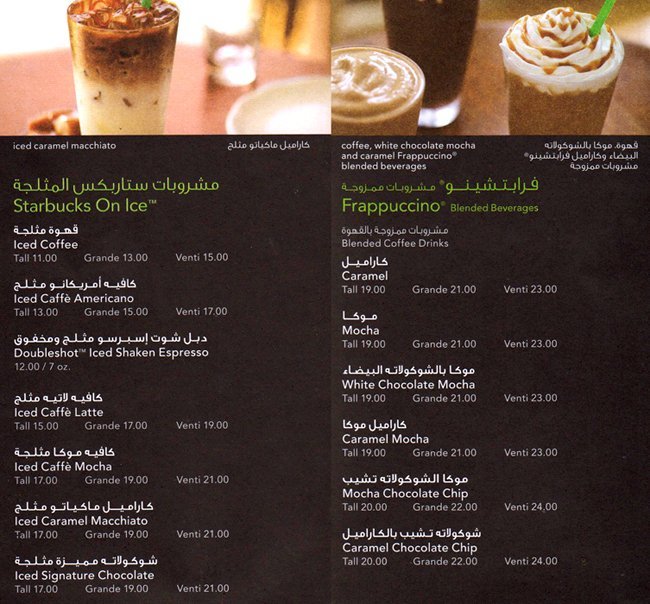 iced caramel macchiato
كاراميل ماكياتو مثلج
مشروبات ستاربكس المثلجة
Starbucks On Ice™
قهوة مثلجة
Iced Coffee
Tall 11.00 Grande 13.00 Venti 15.00
كافيه أمريكانو مثلج
Iced Caffè Americano
Tall 13.00 Grande 15.00 Venti 17.00
دبل شوت إسبرسو مثلج ومخفوق
Doubleshot™ Iced Shaken Espresso
12.00 / 7 oz.
كافيه لاتيه مثلج
Iced Caffè Latte
Tall 15.00 Grande 17.00 Venti 19.00
كافيه موكا مثلجة
Iced Caffè Mocha
Tall 17.00 Grande 19.00 Venti 21.00
كاراميل ماكياتو مثلج
Iced Caramel Macchiato
Tall 17.00 Grande 19.00 Venti 21.00
شوكولاته مميزة مثلجة
Iced Signature Chocolate
Tall 17.00 Grande 19.00 Venti 21.00
coffee, white chocolate mocha
and caramel Frappuccino®
blended beverages
قهوة، موكا بالشوكولاته
البيضاء وكاراميل فرابتشينو®
مشروبات ممزوجة
فرابتشينو® مشروبات ممزوجة
Frappuccino® Blended Beverages
مشروبات ممزوجة بالقهوة
Blended Coffee Drinks
كاراميل
Caramel
Tall 19.00 Grande 21.00 Venti 23.00
موكا
Mocha
Tall 19.00 Grande 21.00 Venti 23.00
موكا بالشوكولاته البيضاء
White Chocolate Mocha
Tall 19.00 Grande 21.00 Venti 23.00
كاراميل موكا
Caramel Mocha
Tall 19.00 Grande 21.00 Venti 23.00
موكا الشوكولاته تشيب
Mocha Chocolate Chip
Tall 20.00 Grande 22.00 Venti 24,00
شوكولاته تشيب بالكاراميل
Caramel Chocolate Chip
Tall 20.00 Grande 22.00 Venti 24.00